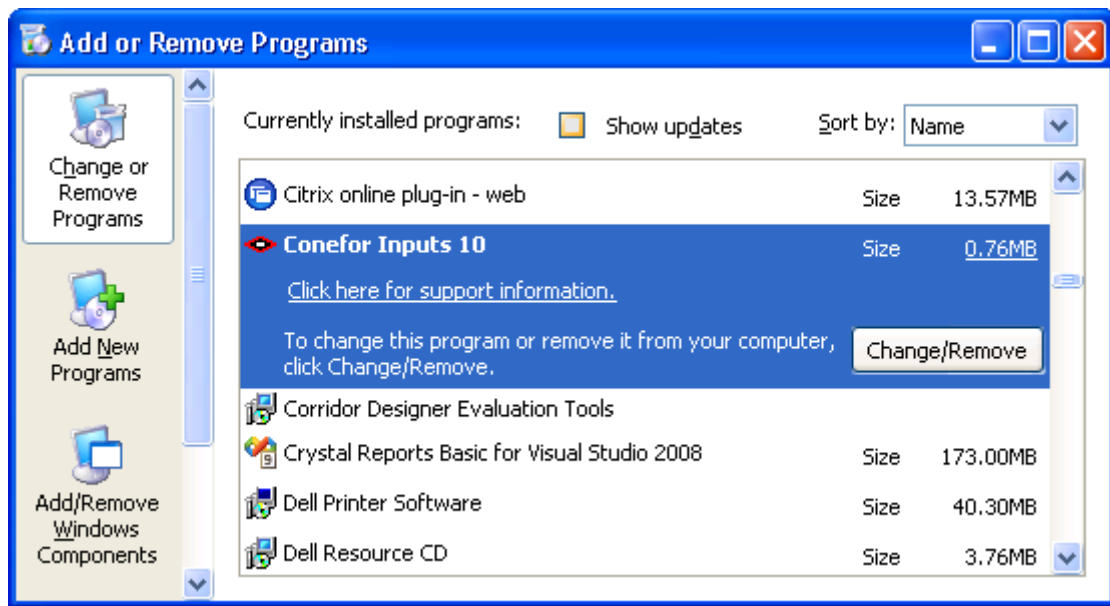 Add or Remove Programs
Change or
Remove
Programs
Add New
Programs
Add/Remove
Windows
Components
Currently installed programs:
Show updates
Sort by:
Name
Citrix online plug-in - web
Size
13.57MB
Conefor Inputs 10
Size
0.76MB
Click here for support information.
To change this program or remove it from your computer,
click Change/Remove.
Change/Remove
Corridor Designer Evaluation Tools
Crystal Reports Basic for Visual Studio 2008
Size
173.00MB
Dell Printer Software
Size
40.30MB
Dell Resource CD
Size
3.76MB